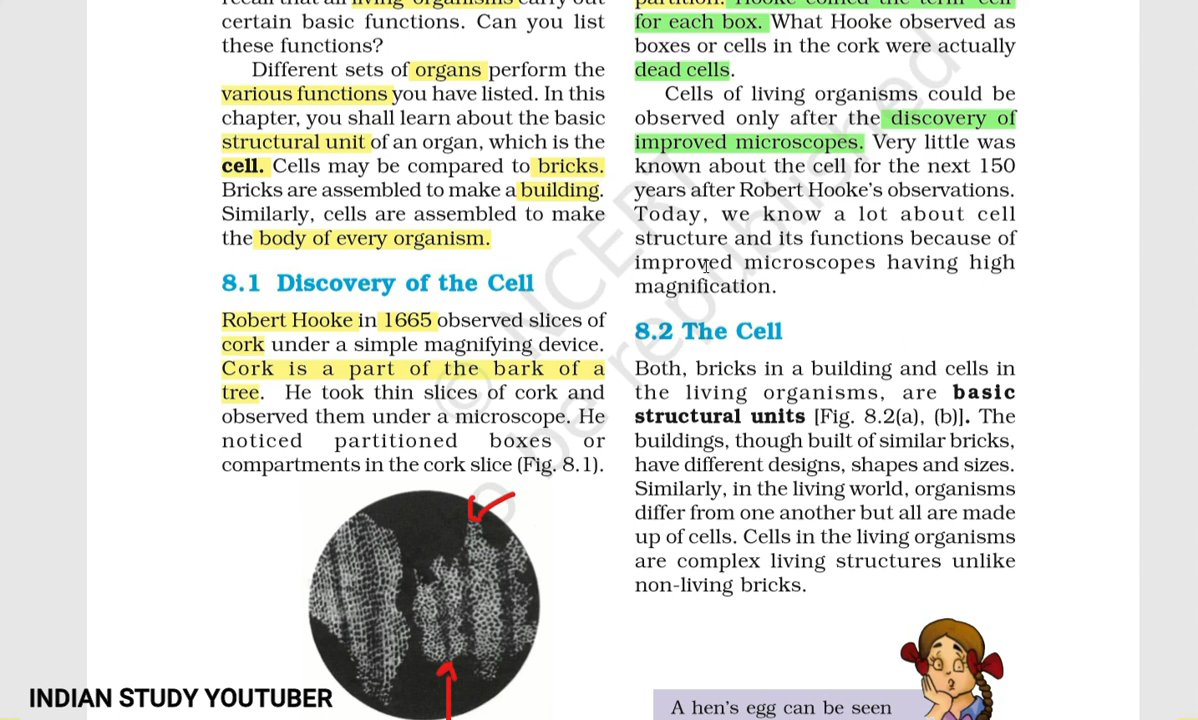 certain basic functions. Can you list
these functions?
Different sets of organs perform the
various functions you have listed. In this
chapter, you shall learn about the basic
structural unit of an organ, which is the
cell. Cells may be compared to bricks.
Bricks are assembled to make a building.
Similarly, cells are assembled to make
the body of every organism.
8.1 Discovery of the Cell
Robert Hooke in 1665 observed slices of
cork under a simple magnifying device.
Cork is a part of the bark of a
tree. He took thin slices of cork and
observed them under a microscope. He
noticed partitioned boxes or
compartments in the cork slice (Fig. 8.1).
for each box. What Hooke observed as
boxes or cells in the cork were actually
dead cells.
Cells of living organisms could be
observed only after the discovery of
improved microscopes. Very little was
known about the cell for the next 150
years after Robert Hooke's observations.
Today, we know a lot about cell
structure and its functions because of
improved microscopes having high
magnification.
8.2 The Cell
Both, bricks in a building and cells in
the living organisms, are basic
structural units [Fig. 8.2(a), (b)]. The
buildings, though built of similar bricks,
have different designs, shapes and sizes.
Similarly, in the living world, organisms
differ from one another but all are made
up of cells. Cells in the living organisms
are complex living structures unlike
non-living bricks.
A hen's egg can be seen
INDIAN STUDY YOUTUBER
© NCERT
be republished